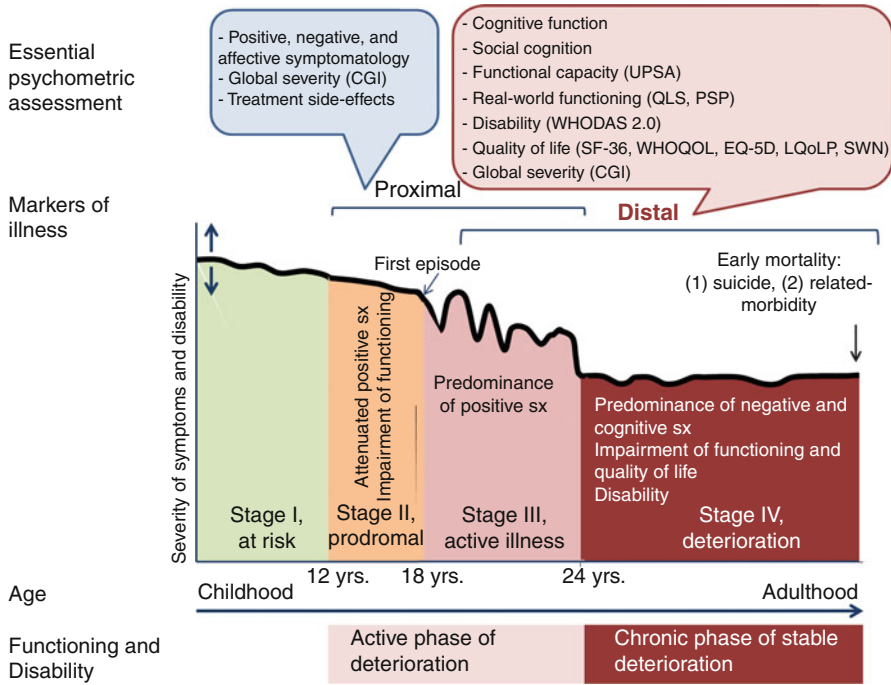 Essential
psychometric
assessment
- Positive, negative, and
affective symptomatology
- Global severity (CGI)
- Treatment side-effects
- Cognitive function
- Social cognition
- Functional capacity (UPSA)
- Real-world functioning (QLS, PSP)
- Disability (WHODAS 2.0)
- Quality of life (SF-36, WHOQOL, EQ-5D, LQoLP, SWN)
- Global severity (CGI)
Markers of
illness
Proximal
Distal
Severity of symptoms and disability
First episode
Early mortality:
(1) suicide, (2) related-
morbidity
Attenuated positive sx
Impairment of functioning
Predominance
of positive sx
Predominance of negative and
cognitive sx
Impairment of functioning and
quality of life
Disability
Stage I,
at risk
Stage II,
prodromal
Stage III,
active illness
Stage IV,
deterioration
12 yrs.
18 yrs.
24 yrs.
Age
Childhood
Adulthood
Functioning and
Disability
Active phase of
deterioration
Chronic phase of stable
deterioration